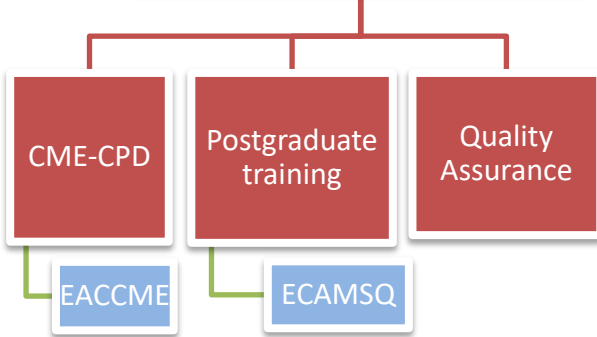 CME-CPD
Postgraduate
training
Quality
Assurance
EACCME
ECAMSQ